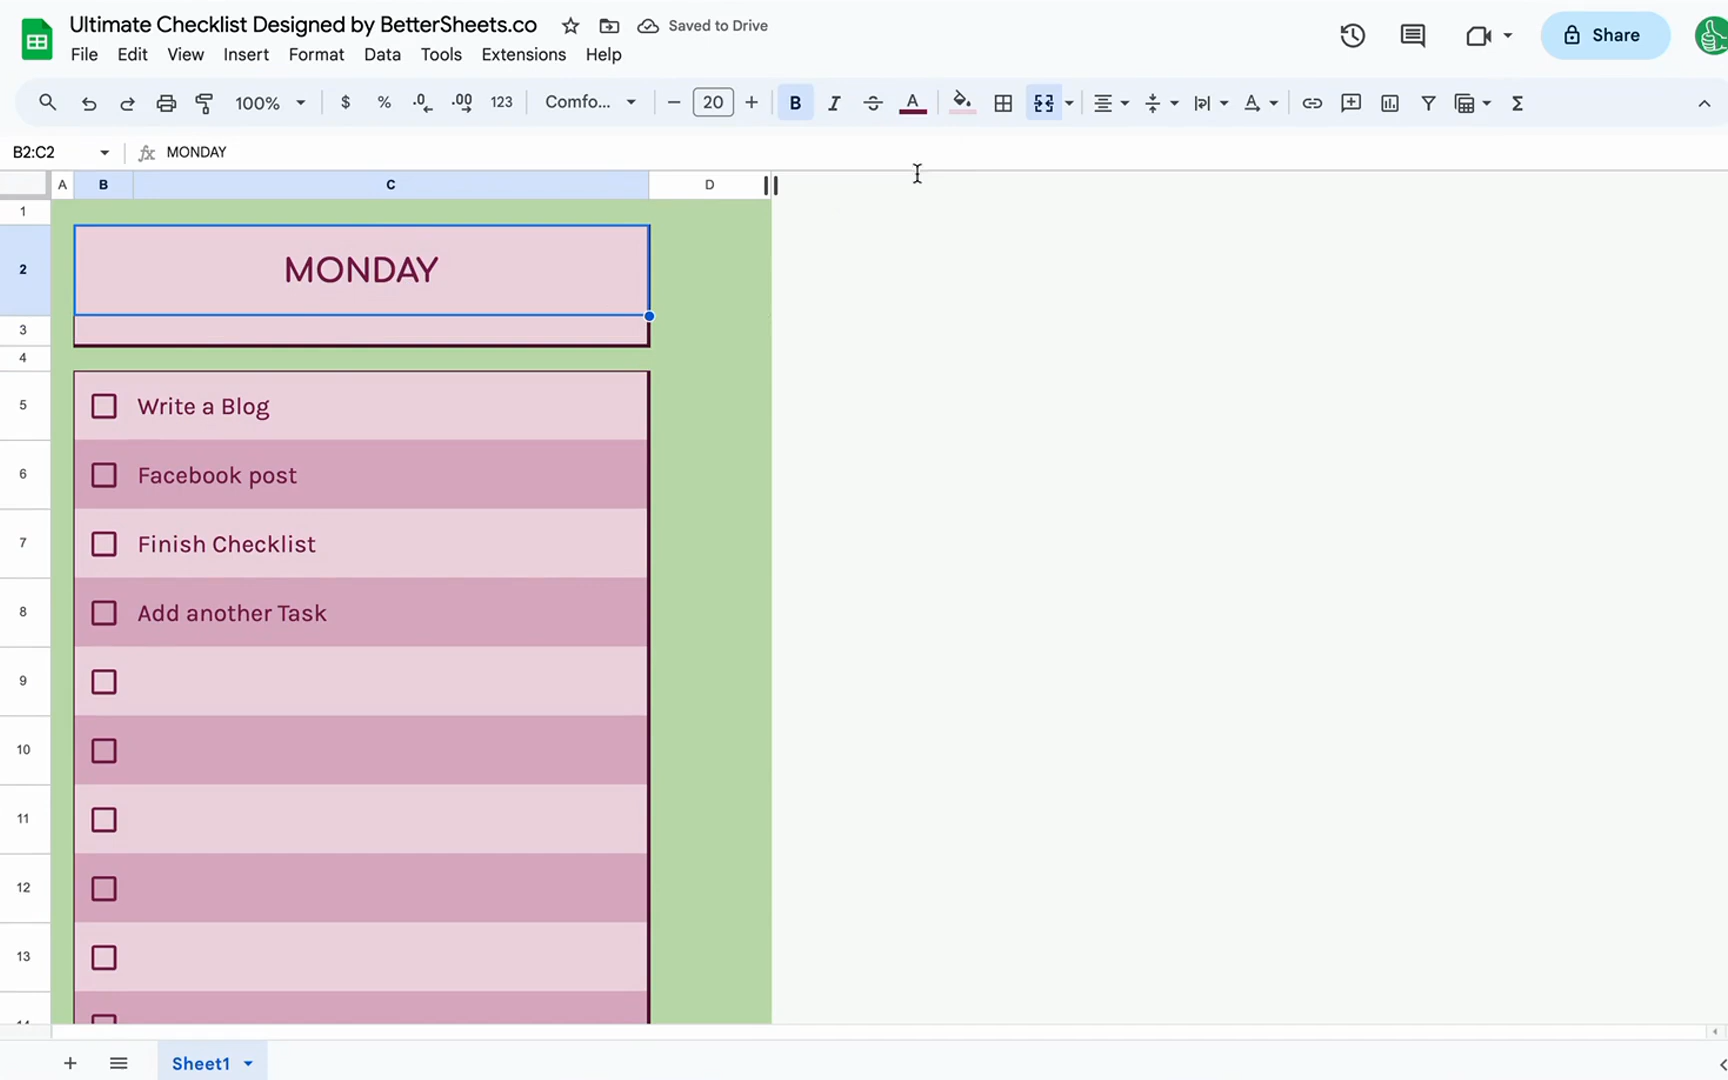 Ultimate Checklist Designed by BetterSheets.co
Saved to Drive
File Edit View Insert Format Data Tools Extensions Help
Share
100% $ % .0 .00 123 Comfo... 20 B I A A Σ
B2:C2 fx MONDAY
A B C D
1
2 MONDAY
3
4
5 Write a Blog
6 Facebook post
7 Finish Checklist
8 Add another Task
9
10
11
12
13
Sheet1